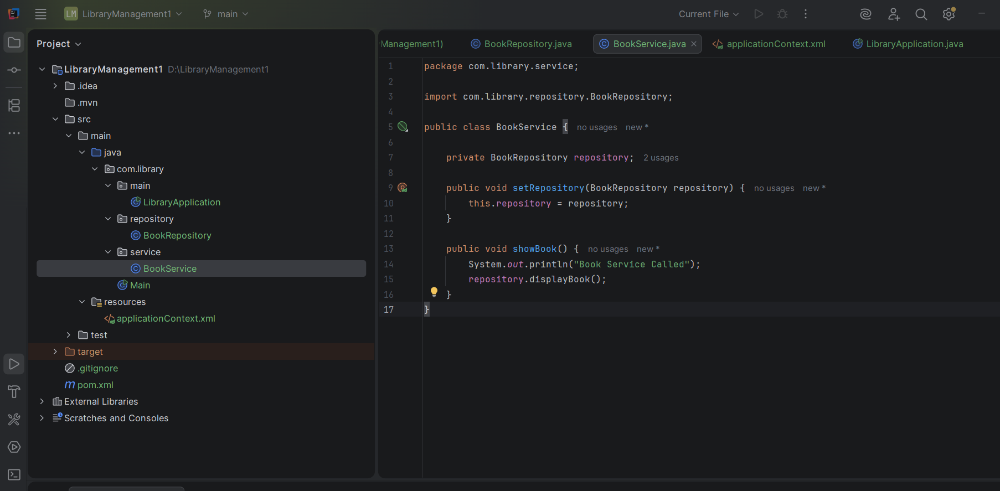 LM LibraryManagement1 main Current File
Project
LibraryManagement1 D:\LibraryManagement1
.idea
.mvn
src
main
java
com.library
main
LibraryApplication
repository
BookRepository
service
BookService
Main
resources
applicationContext.xml
test
target
.gitignore
pom.xml
External Libraries
Scratches and Consoles
Management1) BookRepository.java BookService.java applicationContext.xml LibraryApplication.java
1 package com.library.service;
2
3 import com.library.repository.BookRepository;
4
5 public class BookService { no usages new *
6
7 private BookRepository repository; 2 usages
8
9 public void setRepository(BookRepository repository) { no usages new *
10 this.repository = repository;
11 }
12
13 public void showBook() { no usages new *
14 System.out.println("Book Service Called");
15 repository.displayBook();
16 }
17 }